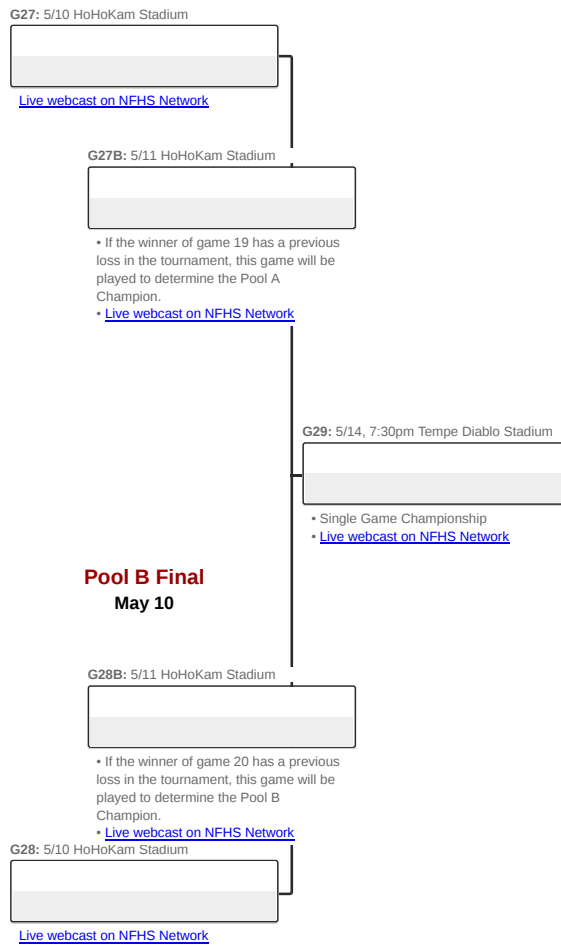 G27: 5/10 HoHoKam Stadium
Live webcast on NFHS Network
G27B: 5/11 HoHoKam Stadium
• If the winner of game 19 has a previous
loss in the tournament, this game will be
played to determine the Pool A
Champion.
• Live webcast on NFHS Network
G29: 5/14, 7:30pm Tempe Diablo Stadium
• Single Game Championship
• Live webcast on NFHS Network
Pool B Final
May 10
G28B: 5/11 HoHoKam Stadium
• If the winner of game 20 has a previous
loss in the tournament, this game will be
played to determine the Pool B
Champion.
• Live webcast on NFHS Network
G28: 5/10 HoHoKam Stadium
Live webcast on NFHS Network